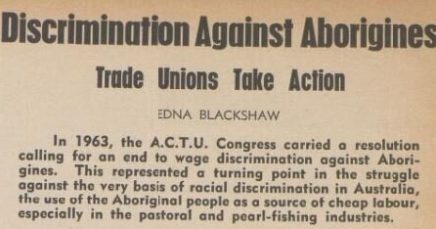 Discrimination Against Aborigines
Trade Unions Take Action
EDNA BLACKSHAW
In 1963, the A.C.T.U. Congress carried a resolution
calling for an end to wage discrimination against Abori-
gines. This represented a turning point in the struggle
against the very basis of racial discrimination in Australia,
the use of the Aboriginal people as a source of cheap labour,
especially in the pastoral and pearl-fishing industries.